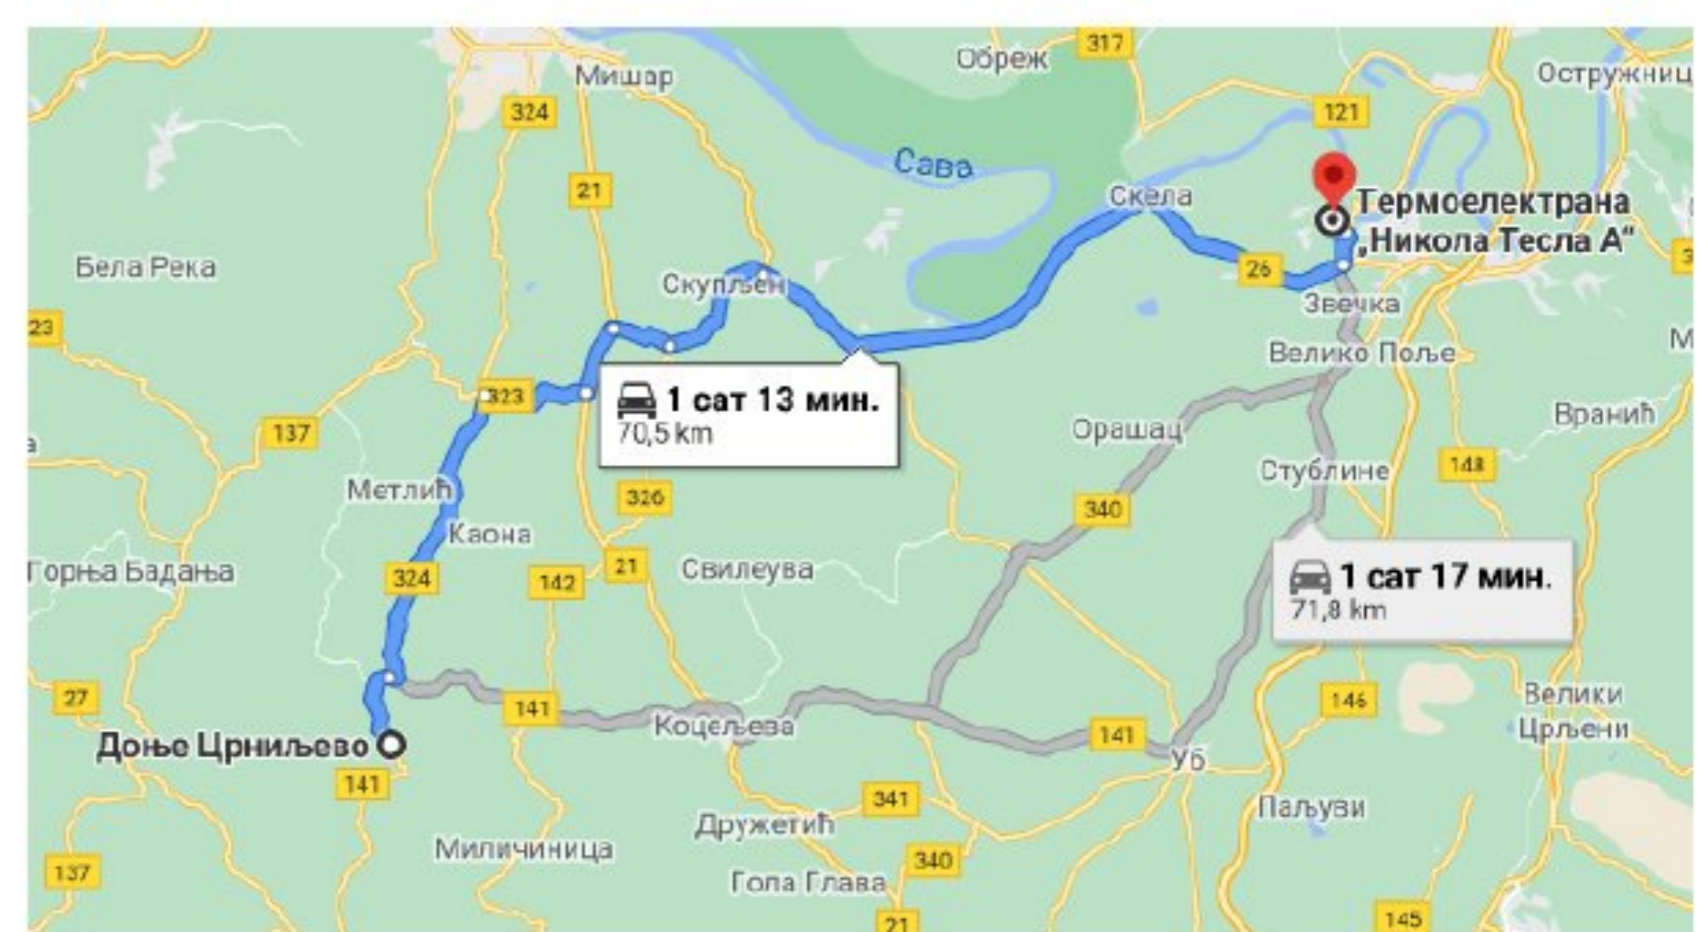 317
Обреж
Мишар
Остружниц
324
121
Сава
21
Скела
Термоелектрана
„Никола Тесла А“
Бела Река
26
Скупљен
Звечка
23
Велико Поље
323
1 сат 13 мин.
70,5 km
Вранић
137
Орашац
148
Стублине
Метлић
326
340
Каона
Горња Бадања
324
142
21
Свилеува
1 сат 17 мин.
71,8 km
27
146
Велики
Црљени
141
Коцељева
141
Доње Црниљево
Уб
141
341
Паљуви
Дружетић
Миличиница
340
137
Гола Глава
21
145